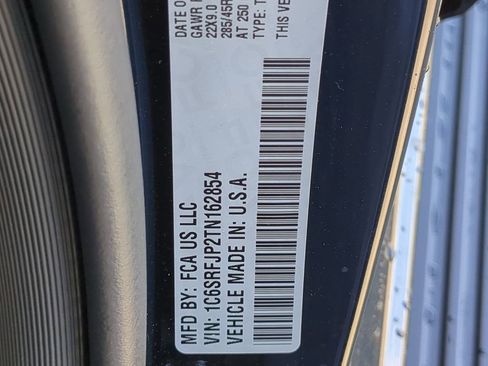 MFD BY: FCA US LLC
DATE O
VIN: 1C6SRFJP2TN162854
GAWR
VEHICLE MADE IN: U.S.A.
22X9.0
285/45R
AT 250
TYPE: T
THIS VE